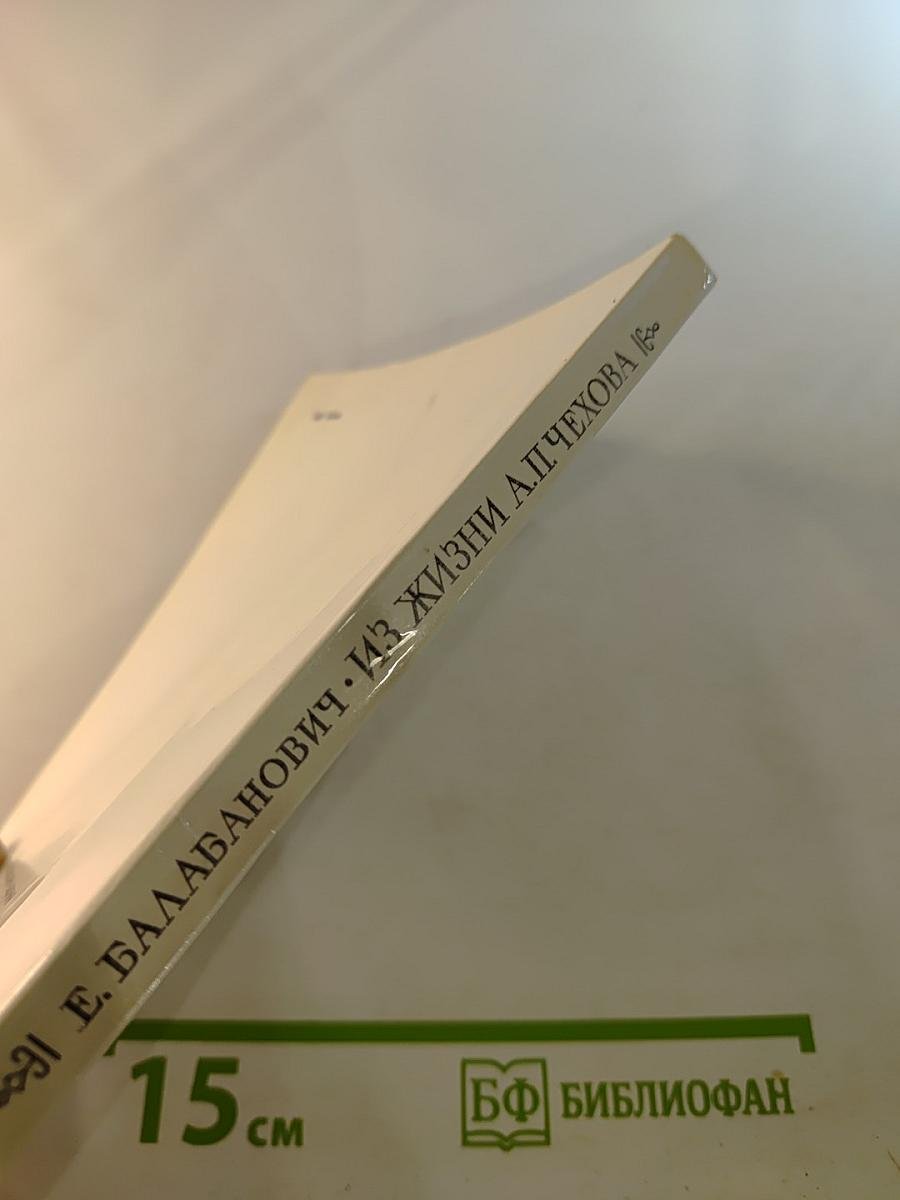 Е. БАЛАБАНОВИЧ · ИЗ ЖИЗНИ А.П.ЧЕХОВА
15 см
БФ БИБЛИОФАН